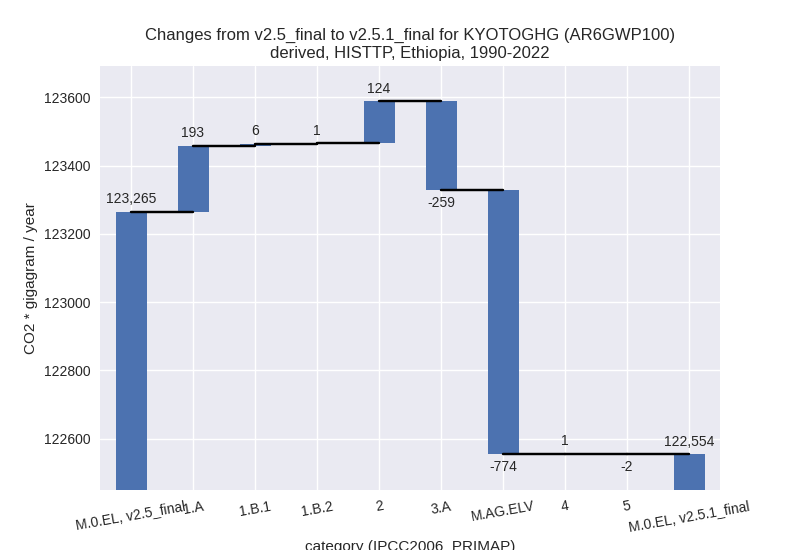 Changes from v2.5_final to v2.5.1_final for KYOTOGHG (AR6GWP100)
derived, HISTTP, Ethiopia, 1990-2022
123600
123400
123200
123000
122800
122600
CO2 * gigagram / year
123,265
193
6
1
124
-259
-774
1
-2
122,554
M.0.EL, v2.5_final
1.A
1.B.1
1.B.2
2
3.A
M.AG.ELV
4
5
M.0.EL, v2.5.1_final
category (IPCC2006_PRIMAP)